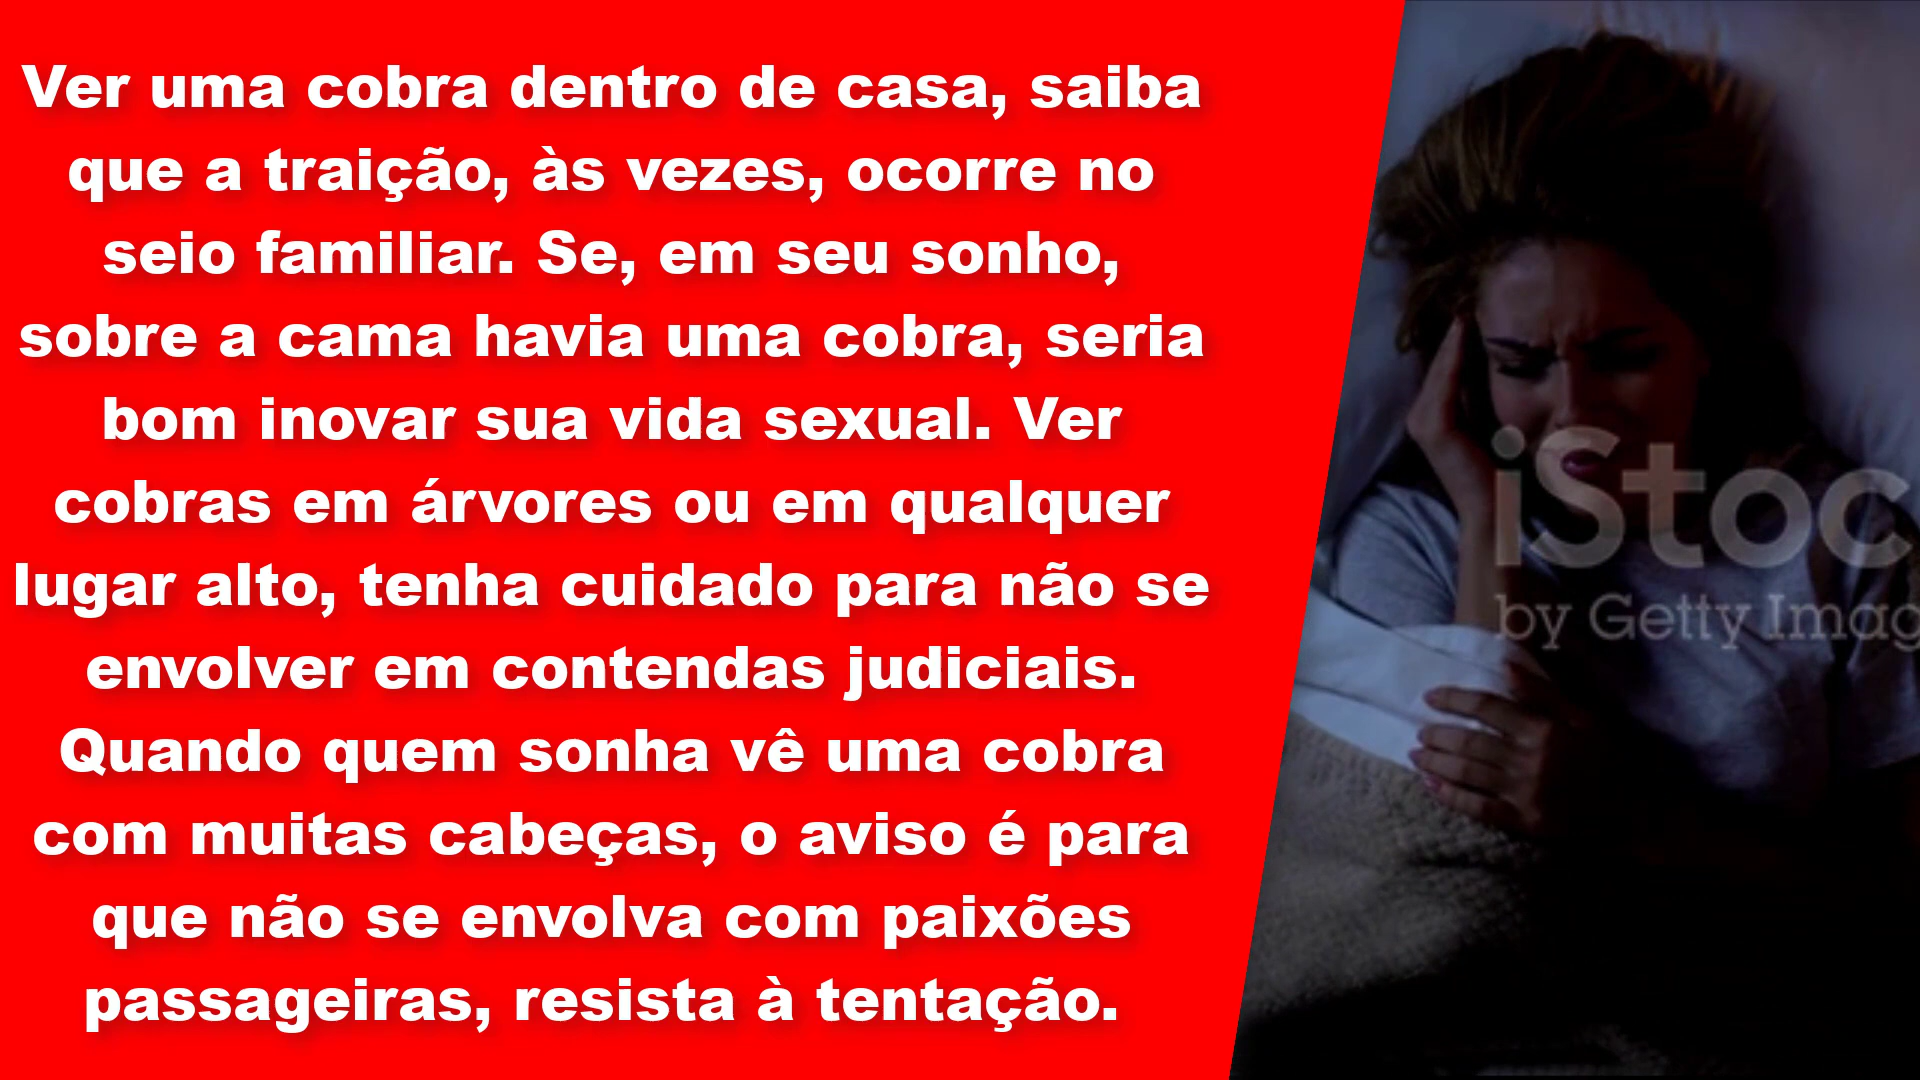 Ver uma cobra dentro de casa, saiba
que a traição, às vezes, ocorre no
seio familiar. Se, em seu sonho,
sobre a cama havia uma cobra, seria
bom inovar sua vida sexual. Ver
cobras em árvores ou em qualquer
lugar alto, tenha cuidado para não se
envolver em contendas judiciais.
Quando quem sonha vê uma cobra
com muitas cabeças, o aviso é para
que não se envolva com paixões
passageiras, resista à tentação.
iStoc
by Getty Imag